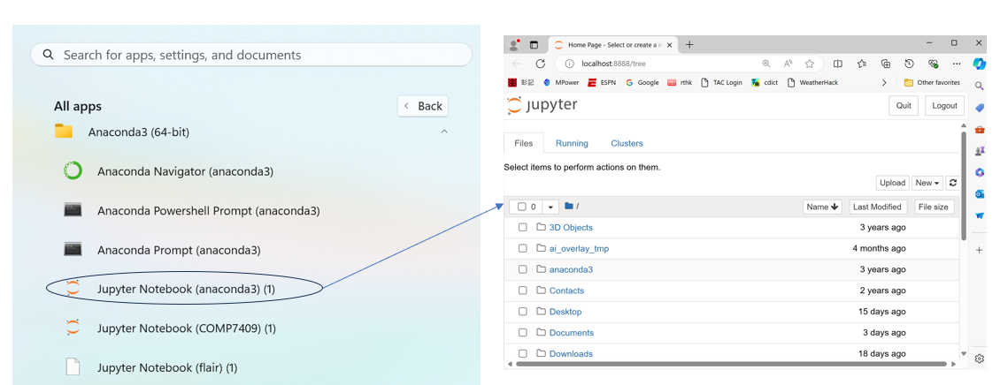 Search for apps, settings, and documents
All apps
Back
Anaconda3 (64-bit)
Anaconda Navigator (anaconda3)
Anaconda Powershell Prompt (anaconda3)
Anaconda Prompt (anaconda3)
Jupyter Notebook (anaconda3) (1)
Jupyter Notebook (COMP7409) (1)
Jupyter Notebook (flair) (1)
Home Page - Select or create a n
localhost:8888/tree
影記 MPower ESPN Google rthk TAC Login cdict WeatherHack Other favorites
jupyter Quit Logout
Files Running Clusters
Select items to perform actions on them.
Upload New
0 / Name Last Modified File size
3D Objects 3 years ago
ai_overlay_tmp 4 months ago
anaconda3 3 years ago
Contacts 2 years ago
Desktop 15 days ago
Documents 3 days ago
Downloads 18 days ago